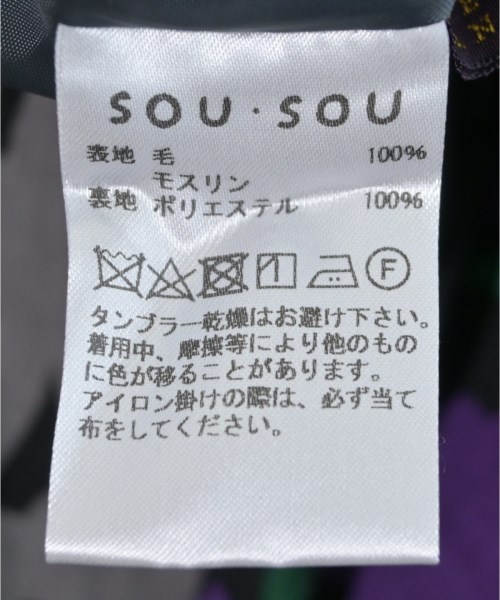 SOU・SOU
表地 毛 100%
モスリン
裏地 ポリエステル 100%
F
タンブラー乾燥はお避け下さい。
着用中、摩擦等により他のもの
に色が移ることがあります。
アイロン掛けの際は、必ず当て
布をしてください。